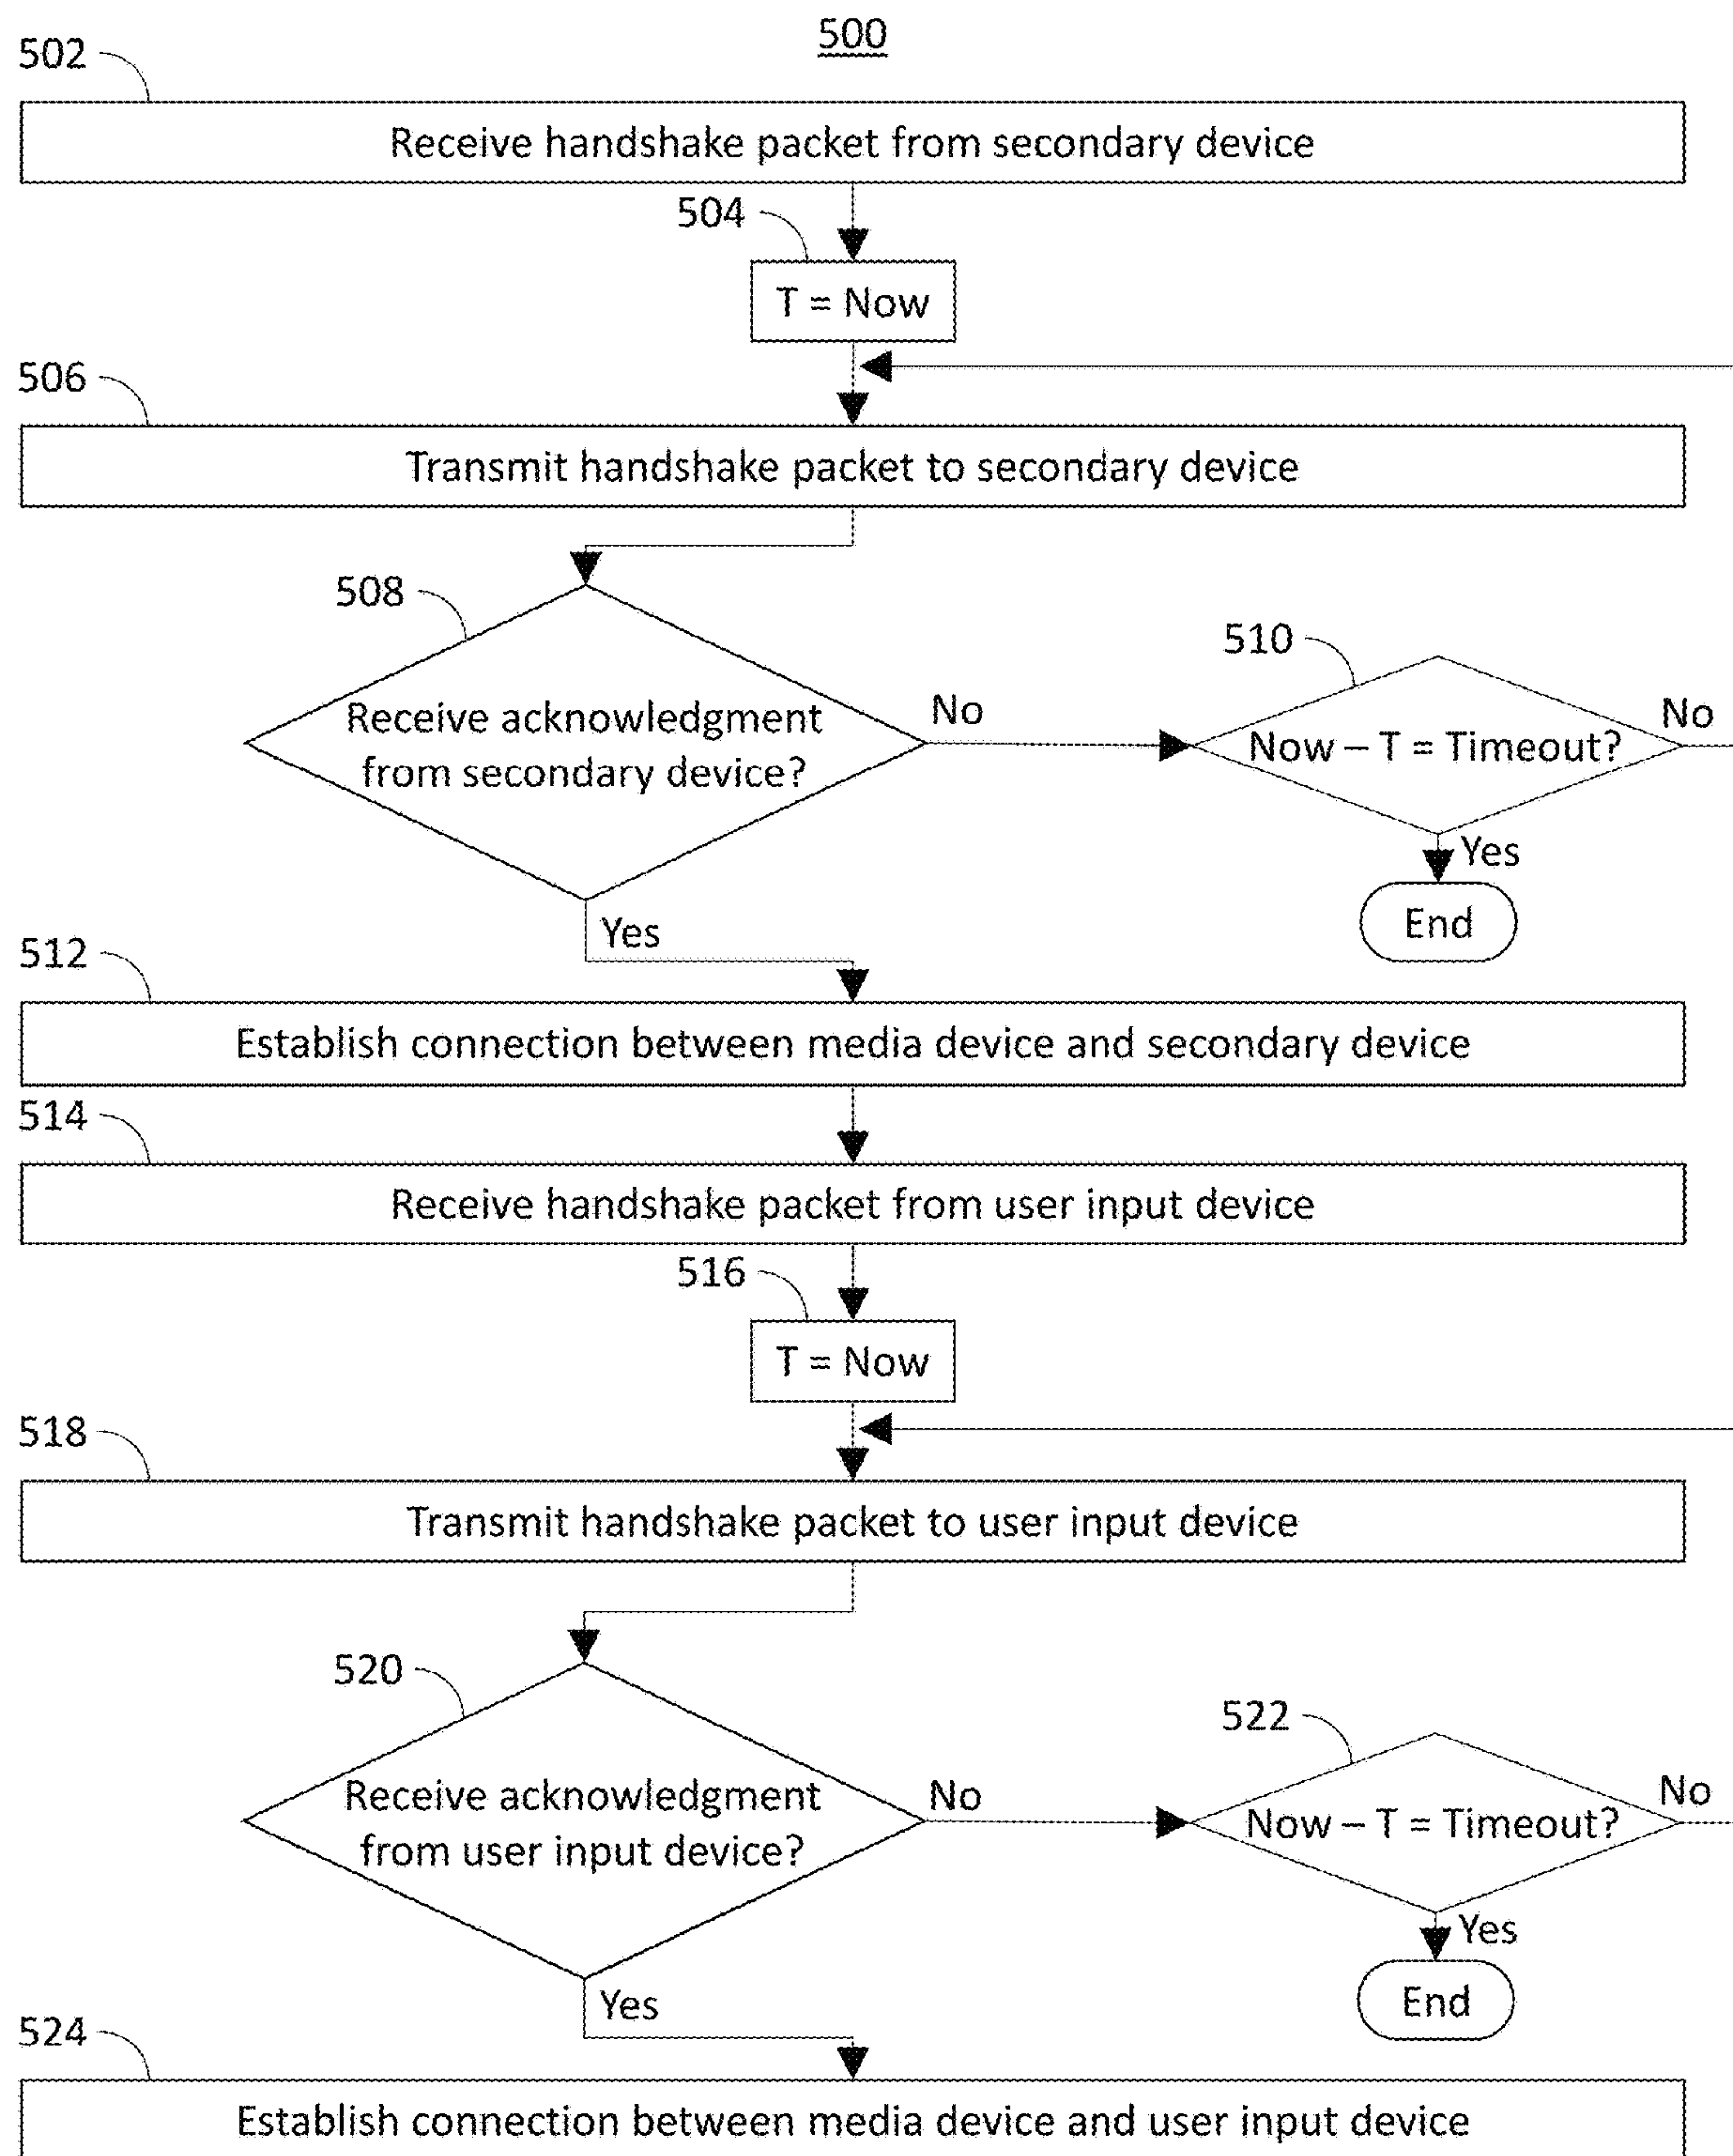 500
502
Receive handshake packet from secondary device
504
T = Now
506
Transmit handshake packet to secondary device
508
Receive acknowledgment
from secondary device?
No
510
Now – T = Timeout?
No
Yes
End
Yes
512
Establish connection between media device and secondary device
514
Receive handshake packet from user input device
516
T = Now
518
Transmit handshake packet to user input device
520
Receive acknowledgment
from user input device?
No
522
Now – T = Timeout?
No
Yes
End
Yes
524
Establish connection between media device and user input device